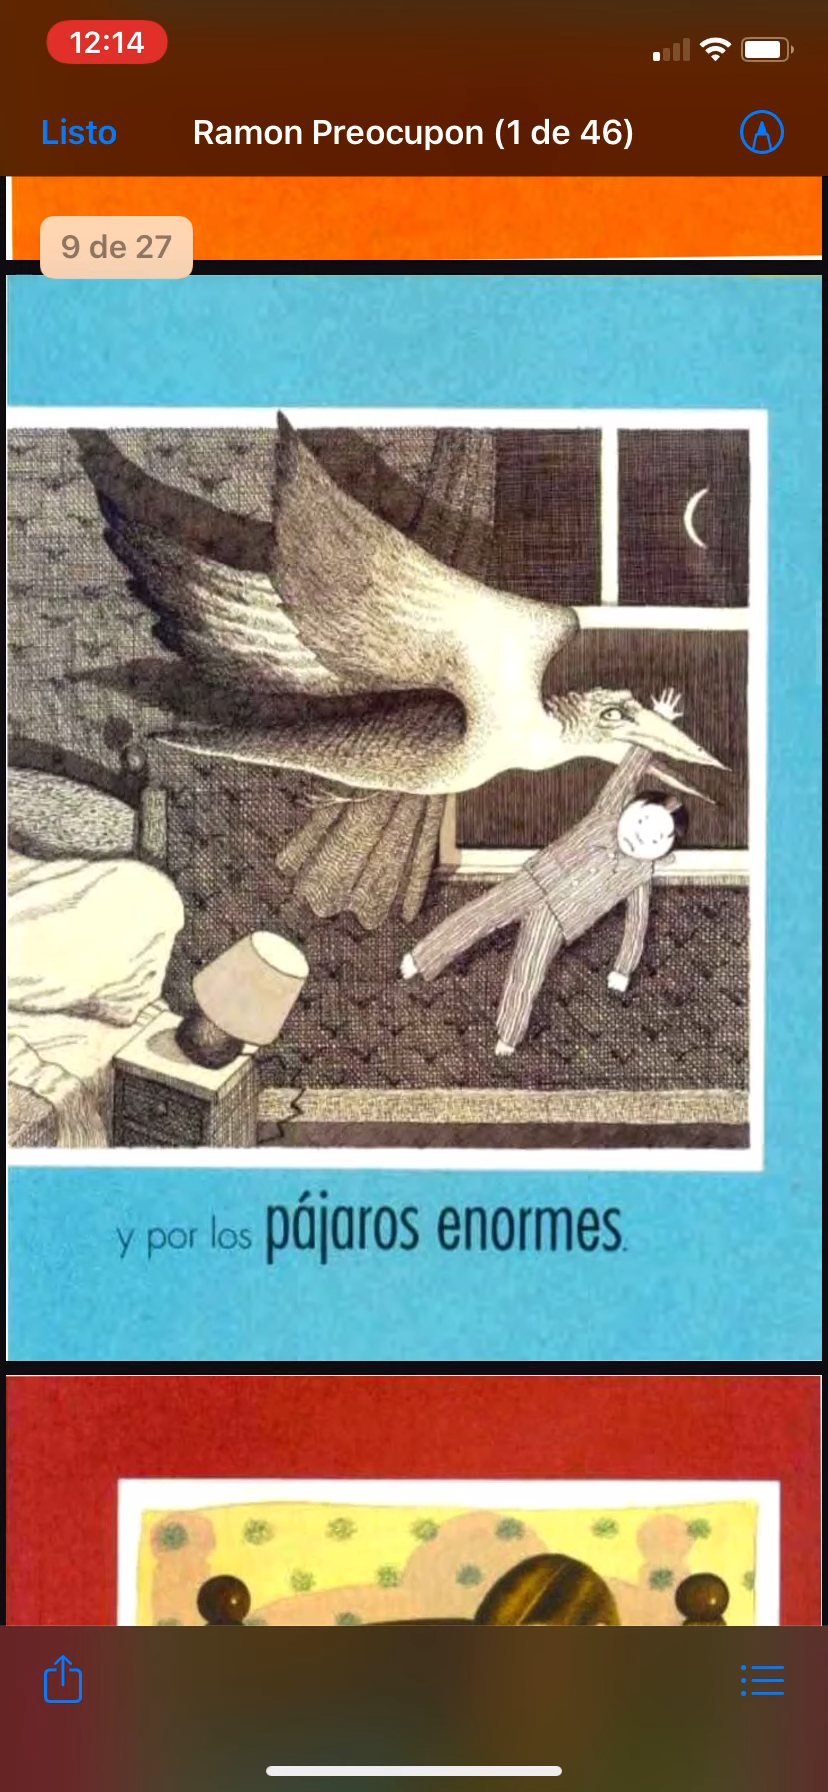 12:14
Listo
Ramon Preocupon (1 de 46)
9 de 27
y por los pájaros enormes.